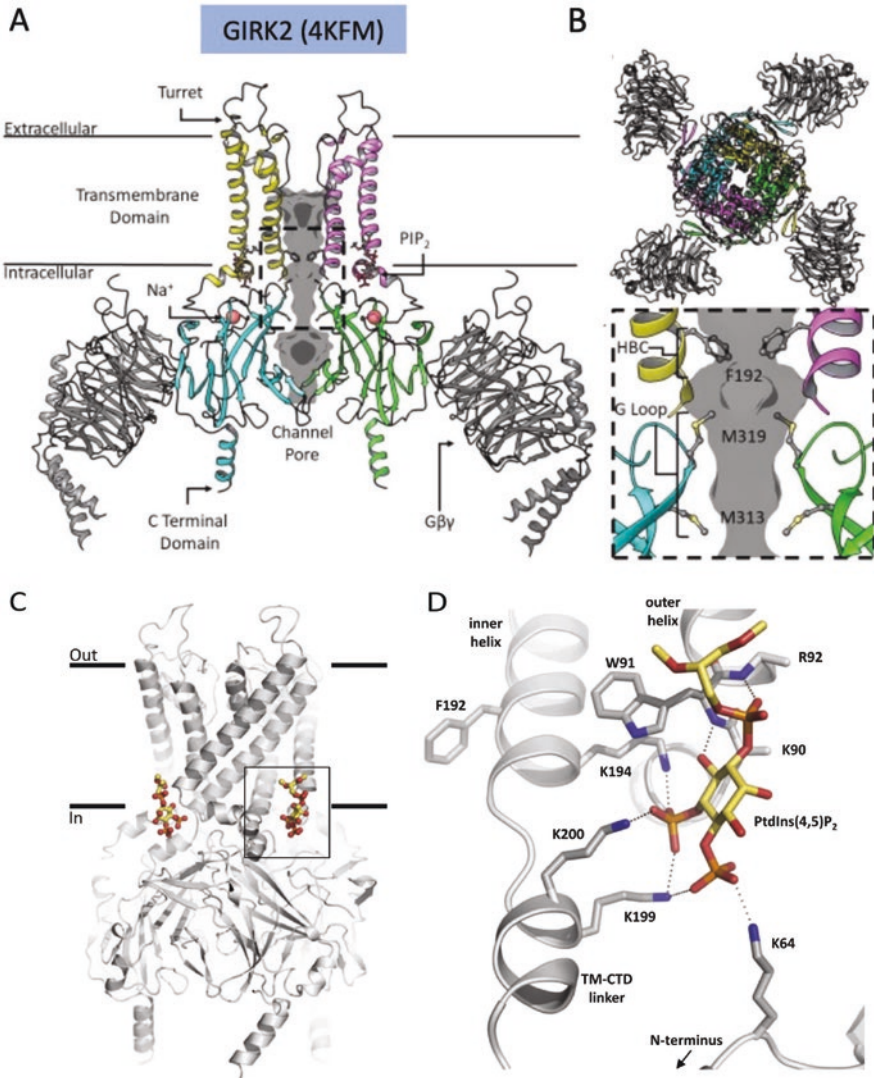 A
GIRK2 (4KFM)
B
Turret
Extracellular
Transmembrane
Domain
PIP2
Intracellular
Na+
Channel
Pore
C Terminal
Domain
Gβγ
HBC
F192
G Loop
M319
M313
C
Out
In
D
inner
helix
outer
helix
W91
R92
F192
K194
K90
PtdIns(4,5)P2
K200
K199
K64
TM-CTD
linker
N-terminus